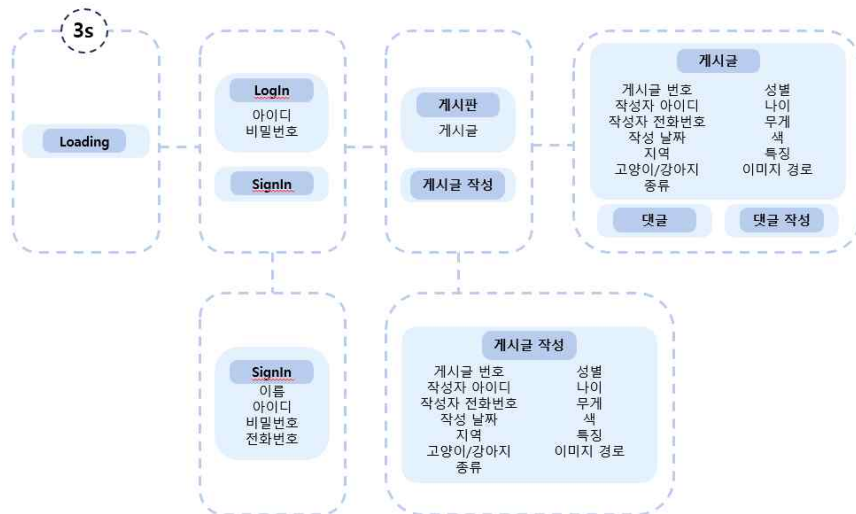 3s
Loading
LogIn
아이디
비밀번호
SignIn
게시판
게시글
게시글 작성
게시글
게시글 번호
작성자 아이디
작성자 전화번호
작성 날짜
지역
고양이/강아지
종류
성별
나이
무게
색
특징
이미지 경로
댓글
댓글 작성
SignIn
이름
아이디
비밀번호
전화번호
게시글 작성
게시글 번호
작성자 아이디
작성자 전화번호
작성 날짜
지역
고양이/강아지
종류
성별
나이
무게
색
특징
이미지 경로